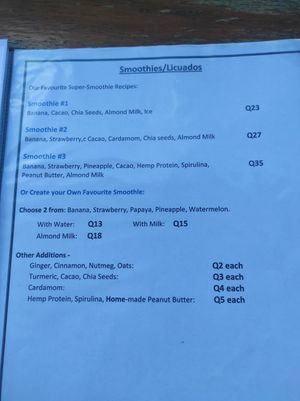 Smoothies/Licuados
Our Favourite Super-Smoothie Recipes:
Smoothie #1
Banana, Cacao, Chia Seeds, Almond Milk, Ice Q23
Smoothie #2
Banana, Strawberry,c Cacao, Cardamom, Chia seeds, Almond Milk Q27
Smoothie #3
Banana, Strawberry, Pineapple, Cacao, Hemp Protein, Spirulina, Q35
Peanut Butter, Almond Milk
Or Create your Own Favourite Smoothie:
Choose 2 from: Banana, Strawberry, Papaya, Pineapple, Watermelon.
With Water: Q13 With Milk: Q15
Almond Milk: Q18
Other Additions -
Ginger, Cinnamon, Nutmeg, Oats: Q2 each
Turmeric, Cacao, Chia Seeds: Q3 each
Cardamom: Q4 each
Hemp Protein, Spirulina, Home-made Peanut Butter: Q5 each